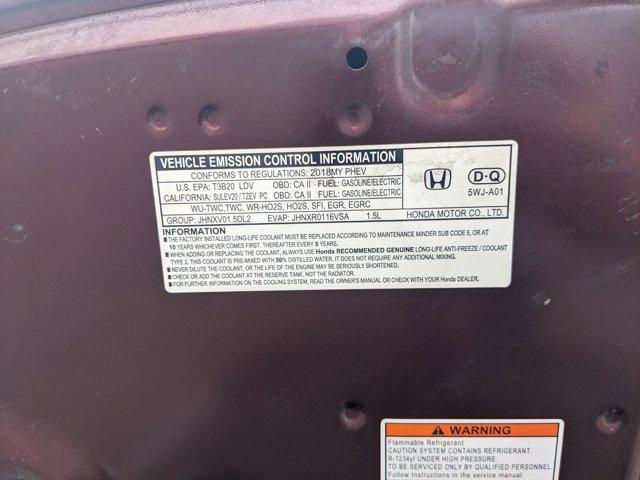 VEHICLE EMISSION CONTROL INFORMATION
CONFORMS TO REGULATIONS: 2018MY PHEV
U.S. EPA: T3B20 LDV OBD: CA II FUEL: GASOLINE/ELECTRIC
CALIFORNIA: SULEV20 / TZEV PC OBD: CA II FUEL: GASOLINE/ELECTRIC
WU-TWC, TWC, WR-HO2S, HO2S, SFI, EGR, EGRC
GROUP: JHNXV01.5DL2 EVAP: JHNXR0116VSA 1.5L
D-Q
5WJ-A01
HONDA MOTOR CO., LTD.
INFORMATION
■ THE FACTORY INSTALLED LONG-LIFE COOLANT MUST BE REPLACED ACCORDING TO MAINTENANCE MINDER SUB CODE 5, OR AT
10 YEARS WHICHEVER COMES FIRST. THEREAFTER EVERY 5 YEARS.
■ WHEN ADDING OR REPLACING THE COOLANT, ALWAYS USE Honda RECOMMENDED GENUINE LONG-LIFE ANTI-FREEZE / COOLANT
TYPE 2. THIS COOLANT IS PRE-MIXED WITH 50% DISTILLED WATER. IT DOES NOT REQUIRE ANY ADDITIONAL MIXING.
■ NEVER DILUTE THE COOLANT, OR THE LIFE OF THE ENGINE MAY BE SERIOUSLY SHORTENED.
■ CHECK OR ADD THE COOLANT AT THE RESERVE TANK, NOT THE RADIATOR.
■ FOR FURTHER INFORMATION ON THE COOLING SYSTEM, READ THE OWNER'S MANUAL OR CHECK WITH YOUR Honda DEALER.
WARNING
Flammable Refrigerant
CAUTION SYSTEM CONTAINS REFRIGERANT
R-1234yf UNDER HIGH PRESSURE.
TO BE SERVICED ONLY BY QUALIFIED PERSONNEL.
Follow Instructions in the service manual.